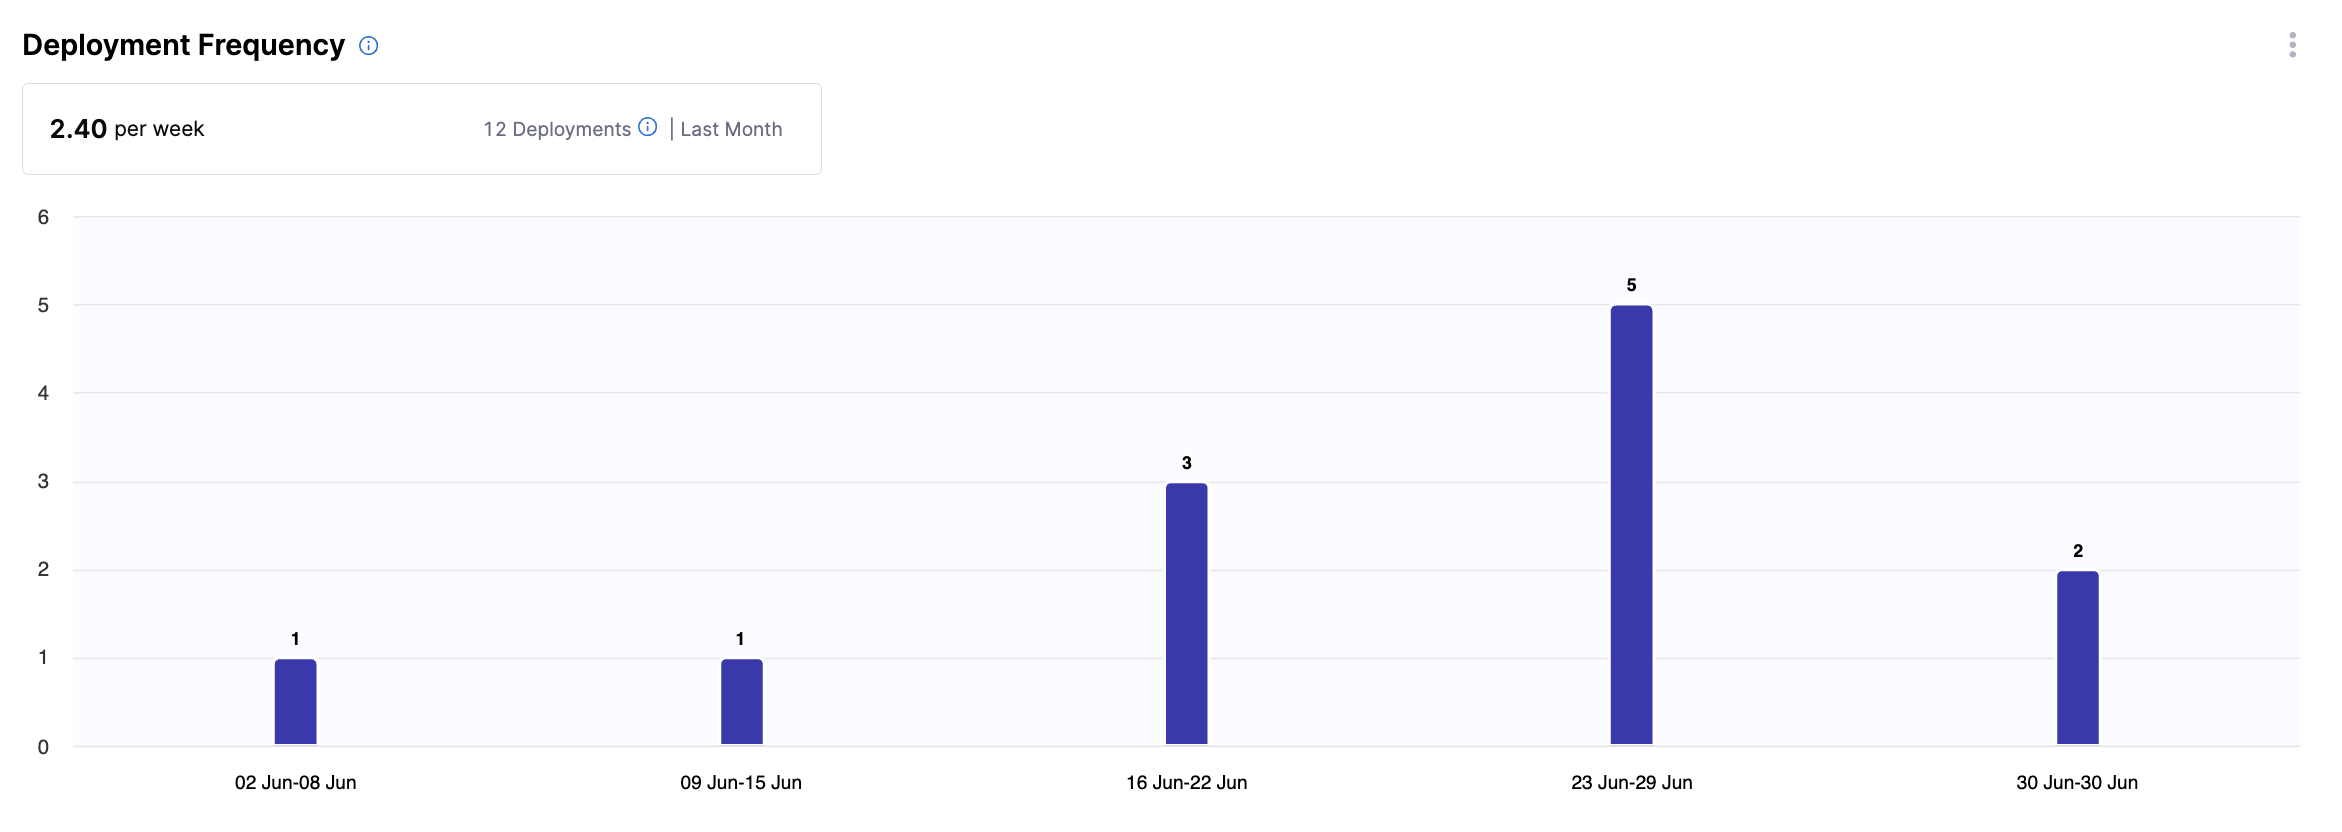 Deployment Frequency
2.40 per week 12 Deployments | Last Month
6
5
4
3
2
1
0
1
1
3
5
2
02 Jun-08 Jun
09 Jun-15 Jun
16 Jun-22 Jun
23 Jun-29 Jun
30 Jun-30 Jun